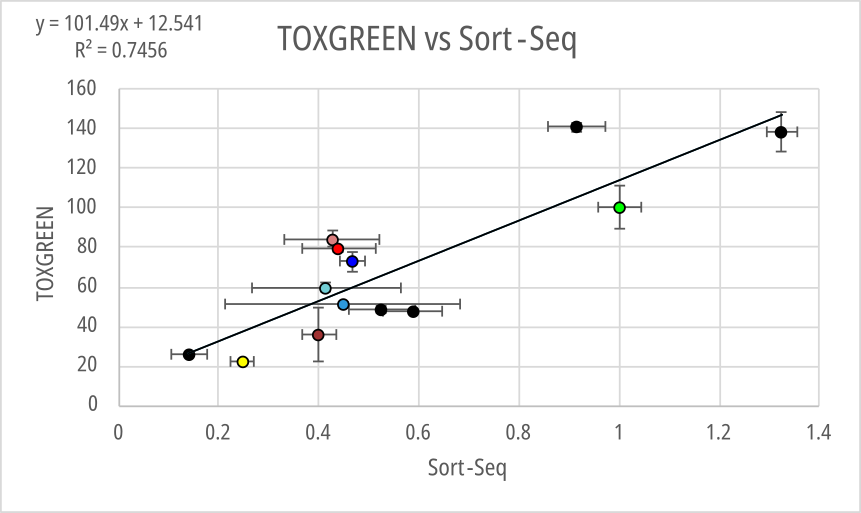 y = 101.49x + 12.541
R² = 0.7456
TOXGREEN vs Sort-Seq
160
140
120
100
80
60
40
20
0
TOXGREEN
0 0.2 0.4 0.6 0.8 1 1.2 1.4
Sort-Seq